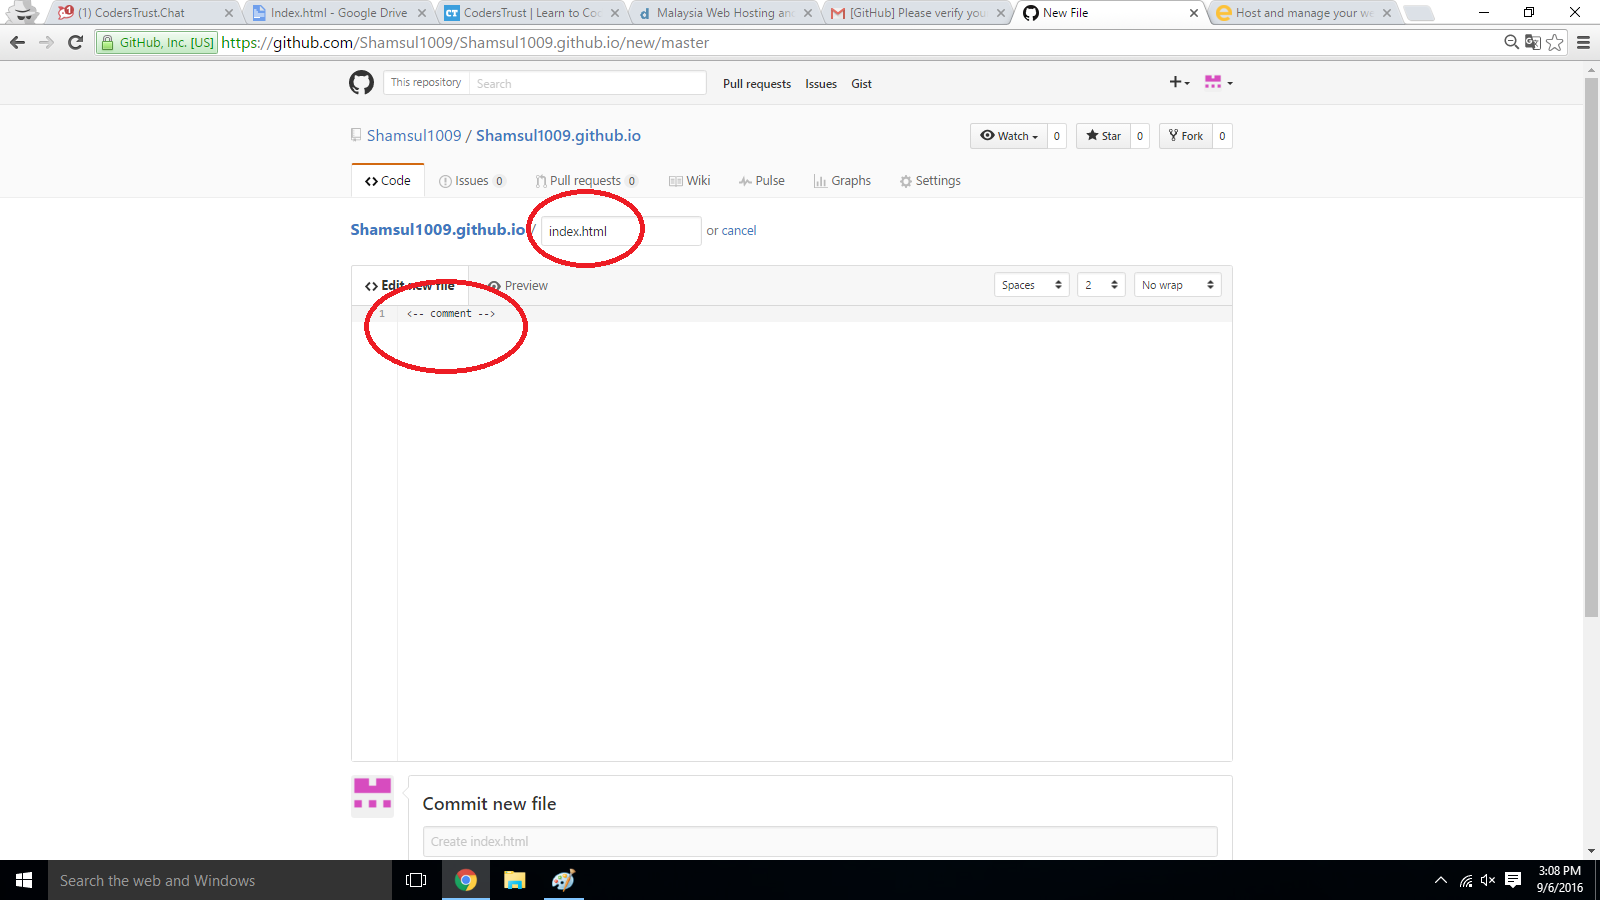 (1) CodersTrust.Chat
Index.html - Google Drive
CT CodersTrust | Learn to Co
d Malaysia Web Hosting and
[GitHub] Please verify you
New File
Host and manage your we
GitHub, Inc. [US] https://github.com/Shamsul1009/Shamsul1009.github.io/new/master
This repository Search Pull requests Issues Gist
Shamsul1009 / Shamsul1009.github.io
Watch 0 Star 0 Fork 0
Code Issues 0 Pull requests 0 Wiki Pulse Graphs Settings
Shamsul1009.github.io / index.html or cancel
Edit new file Preview Spaces 2 No wrap
1 <-- comment -->
Commit new file
Create index.html
Search the web and Windows
3:08 PM
9/6/2016